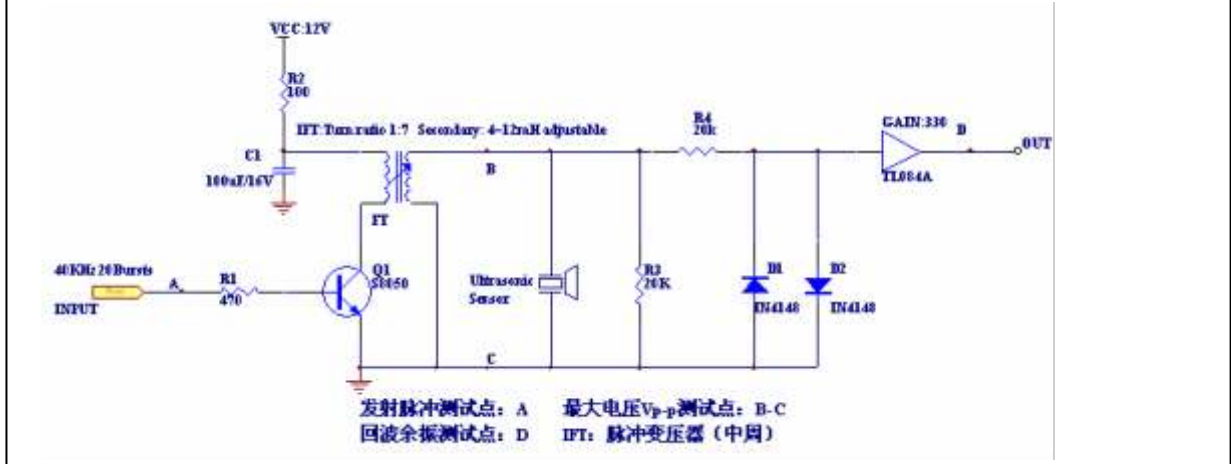 VCC:12V
R2
100
IFT:Turn ratio 1:7 Secondary: 4-12mH adjustable
R4
20k
GAIN:330
D
OUT
C1
100uF/16V
B
TL084A
FT
40KHz 20 Bursts
A
R1
470
INPUT
Q1
S8050
Ultrasonic
Sensor
R3
20K
D1
IN4148
D2
IN4148
C
发射脉冲测试点：A 最大电压Vp-p测试点：B-C
回波余振测试点：D IFT：脉冲变压器（中周）